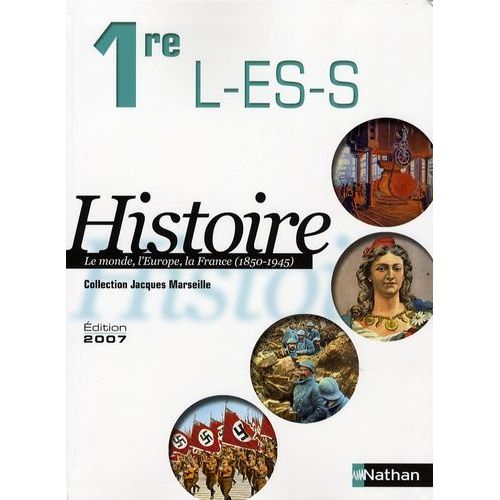 1re L-ES-S
Histoire
Le monde, l'Europe, la France (1850-1945)
Collection Jacques Marseille
Édition
2007
Nathan